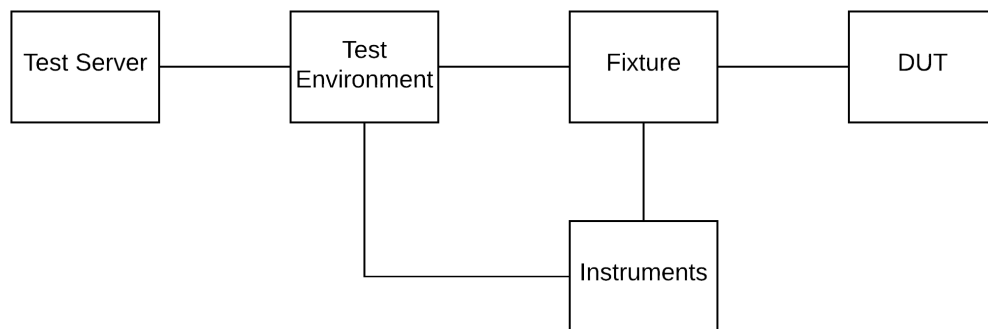 Test Server
Test
Environment
Fixture
DUT
Instruments